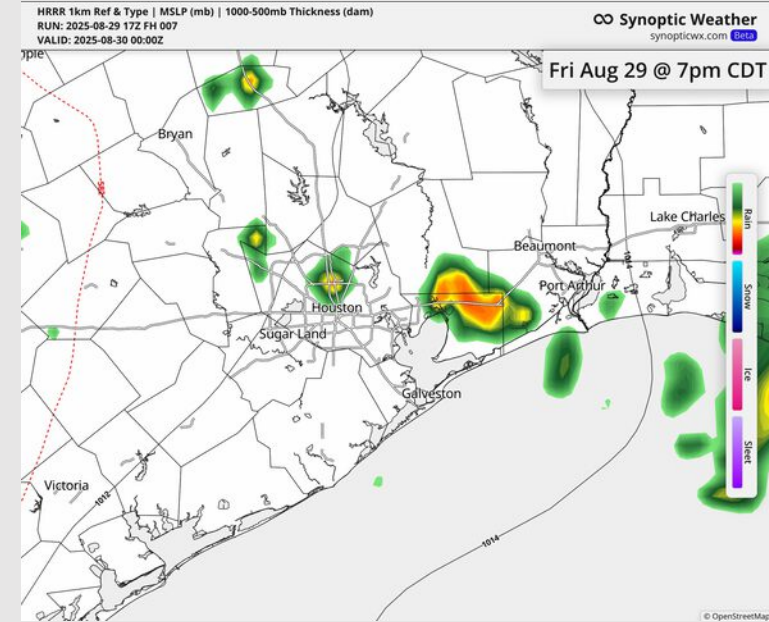 HRRR 1km Ref & Type | MSLP (mb) | 1000-500mb Thickness (dam)
RUN: 2025-08-29 17Z FH 007
VALID: 2025-08-30 00:00Z
Synoptic Weather
synopticwx.com Beta
Fri Aug 29 @ 7pm CDT
ple
Bryan
Lake Charles
Beaumont
1014
Port Arthur
Houston
Sugar Land
Galveston
Victoria
1012
1014
Rain
Snow
Ice
Sleet
© OpenStreetMap